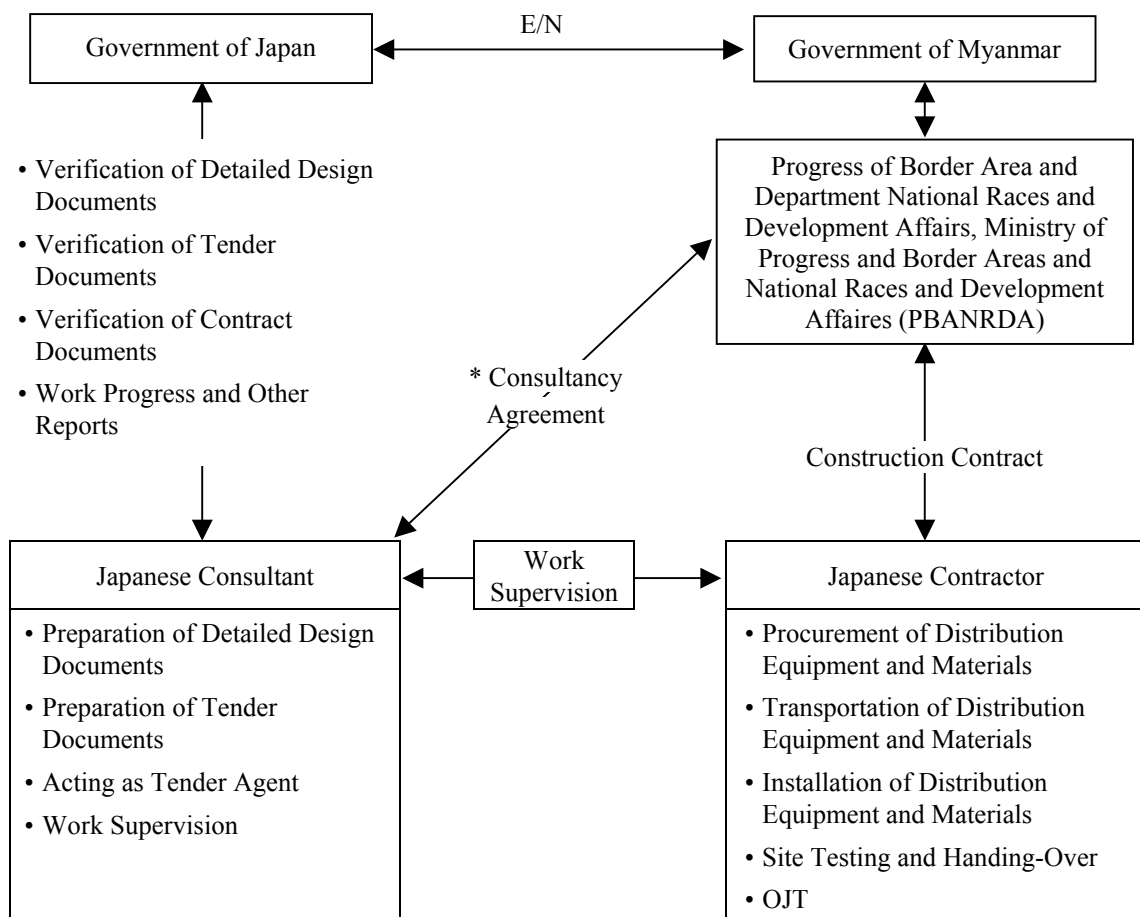 E/N
Government of Japan
Government of Myanmar
• Verification of Detailed Design
Documents
• Verification of Tender
Documents
• Verification of Contract
Documents
• Work Progress and Other
Reports
Progress of Border Area and
Department National Races and
Development Affairs, Ministry of
Progress and Border Areas and
National Races and Development
Affaires (PBANRDA)
* Consultancy
Agreement
Construction Contract
Japanese Consultant
• Preparation of Detailed Design
Documents
• Preparation of Tender
Documents
• Acting as Tender Agent
• Work Supervision
Work
Supervision
Japanese Contractor
• Procurement of Distribution
Equipment and Materials
• Transportation of Distribution
Equipment and Materials
• Installation of Distribution
Equipment and Materials
• Site Testing and Handing-Over
• OJT